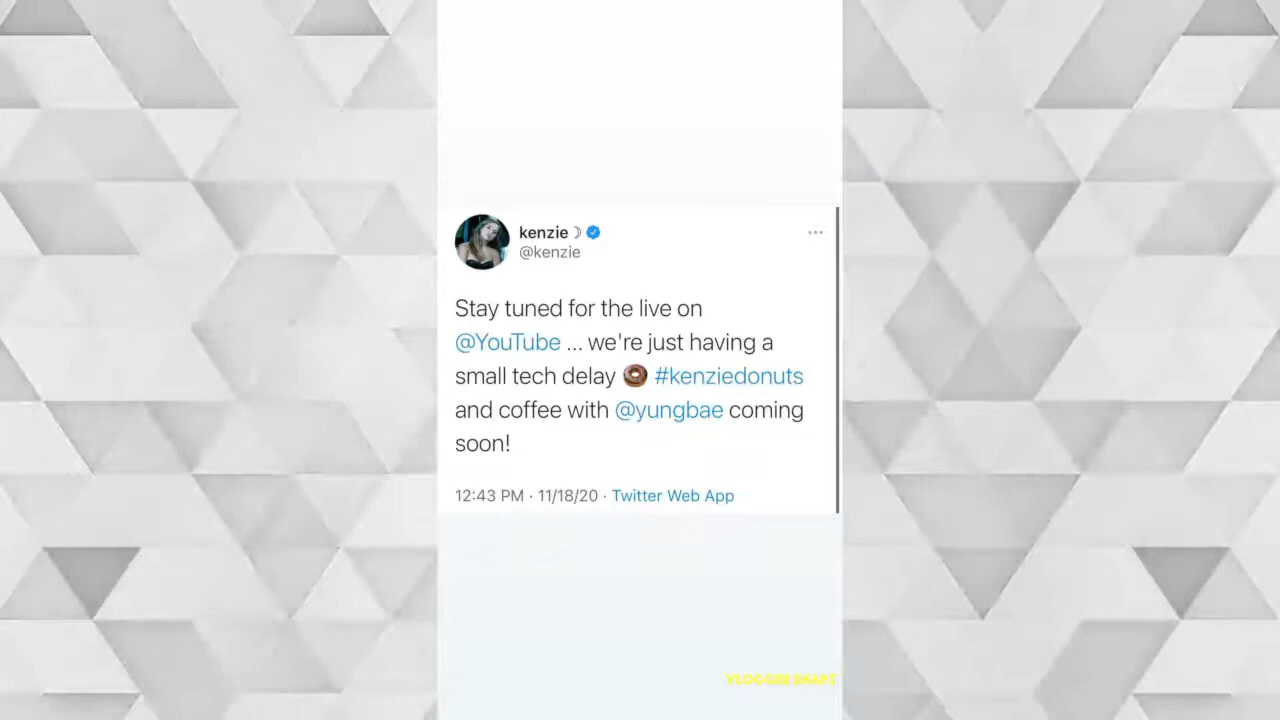 kenzie☽
@kenzie
Stay tuned for the live on
@YouTube ... we're just having a
small tech delay 🍩 #kenziedonuts
and coffee with @yungbae coming
soon!
12:43 PM · 11/18/20 · Twitter Web App
VLOGGER SNAPS